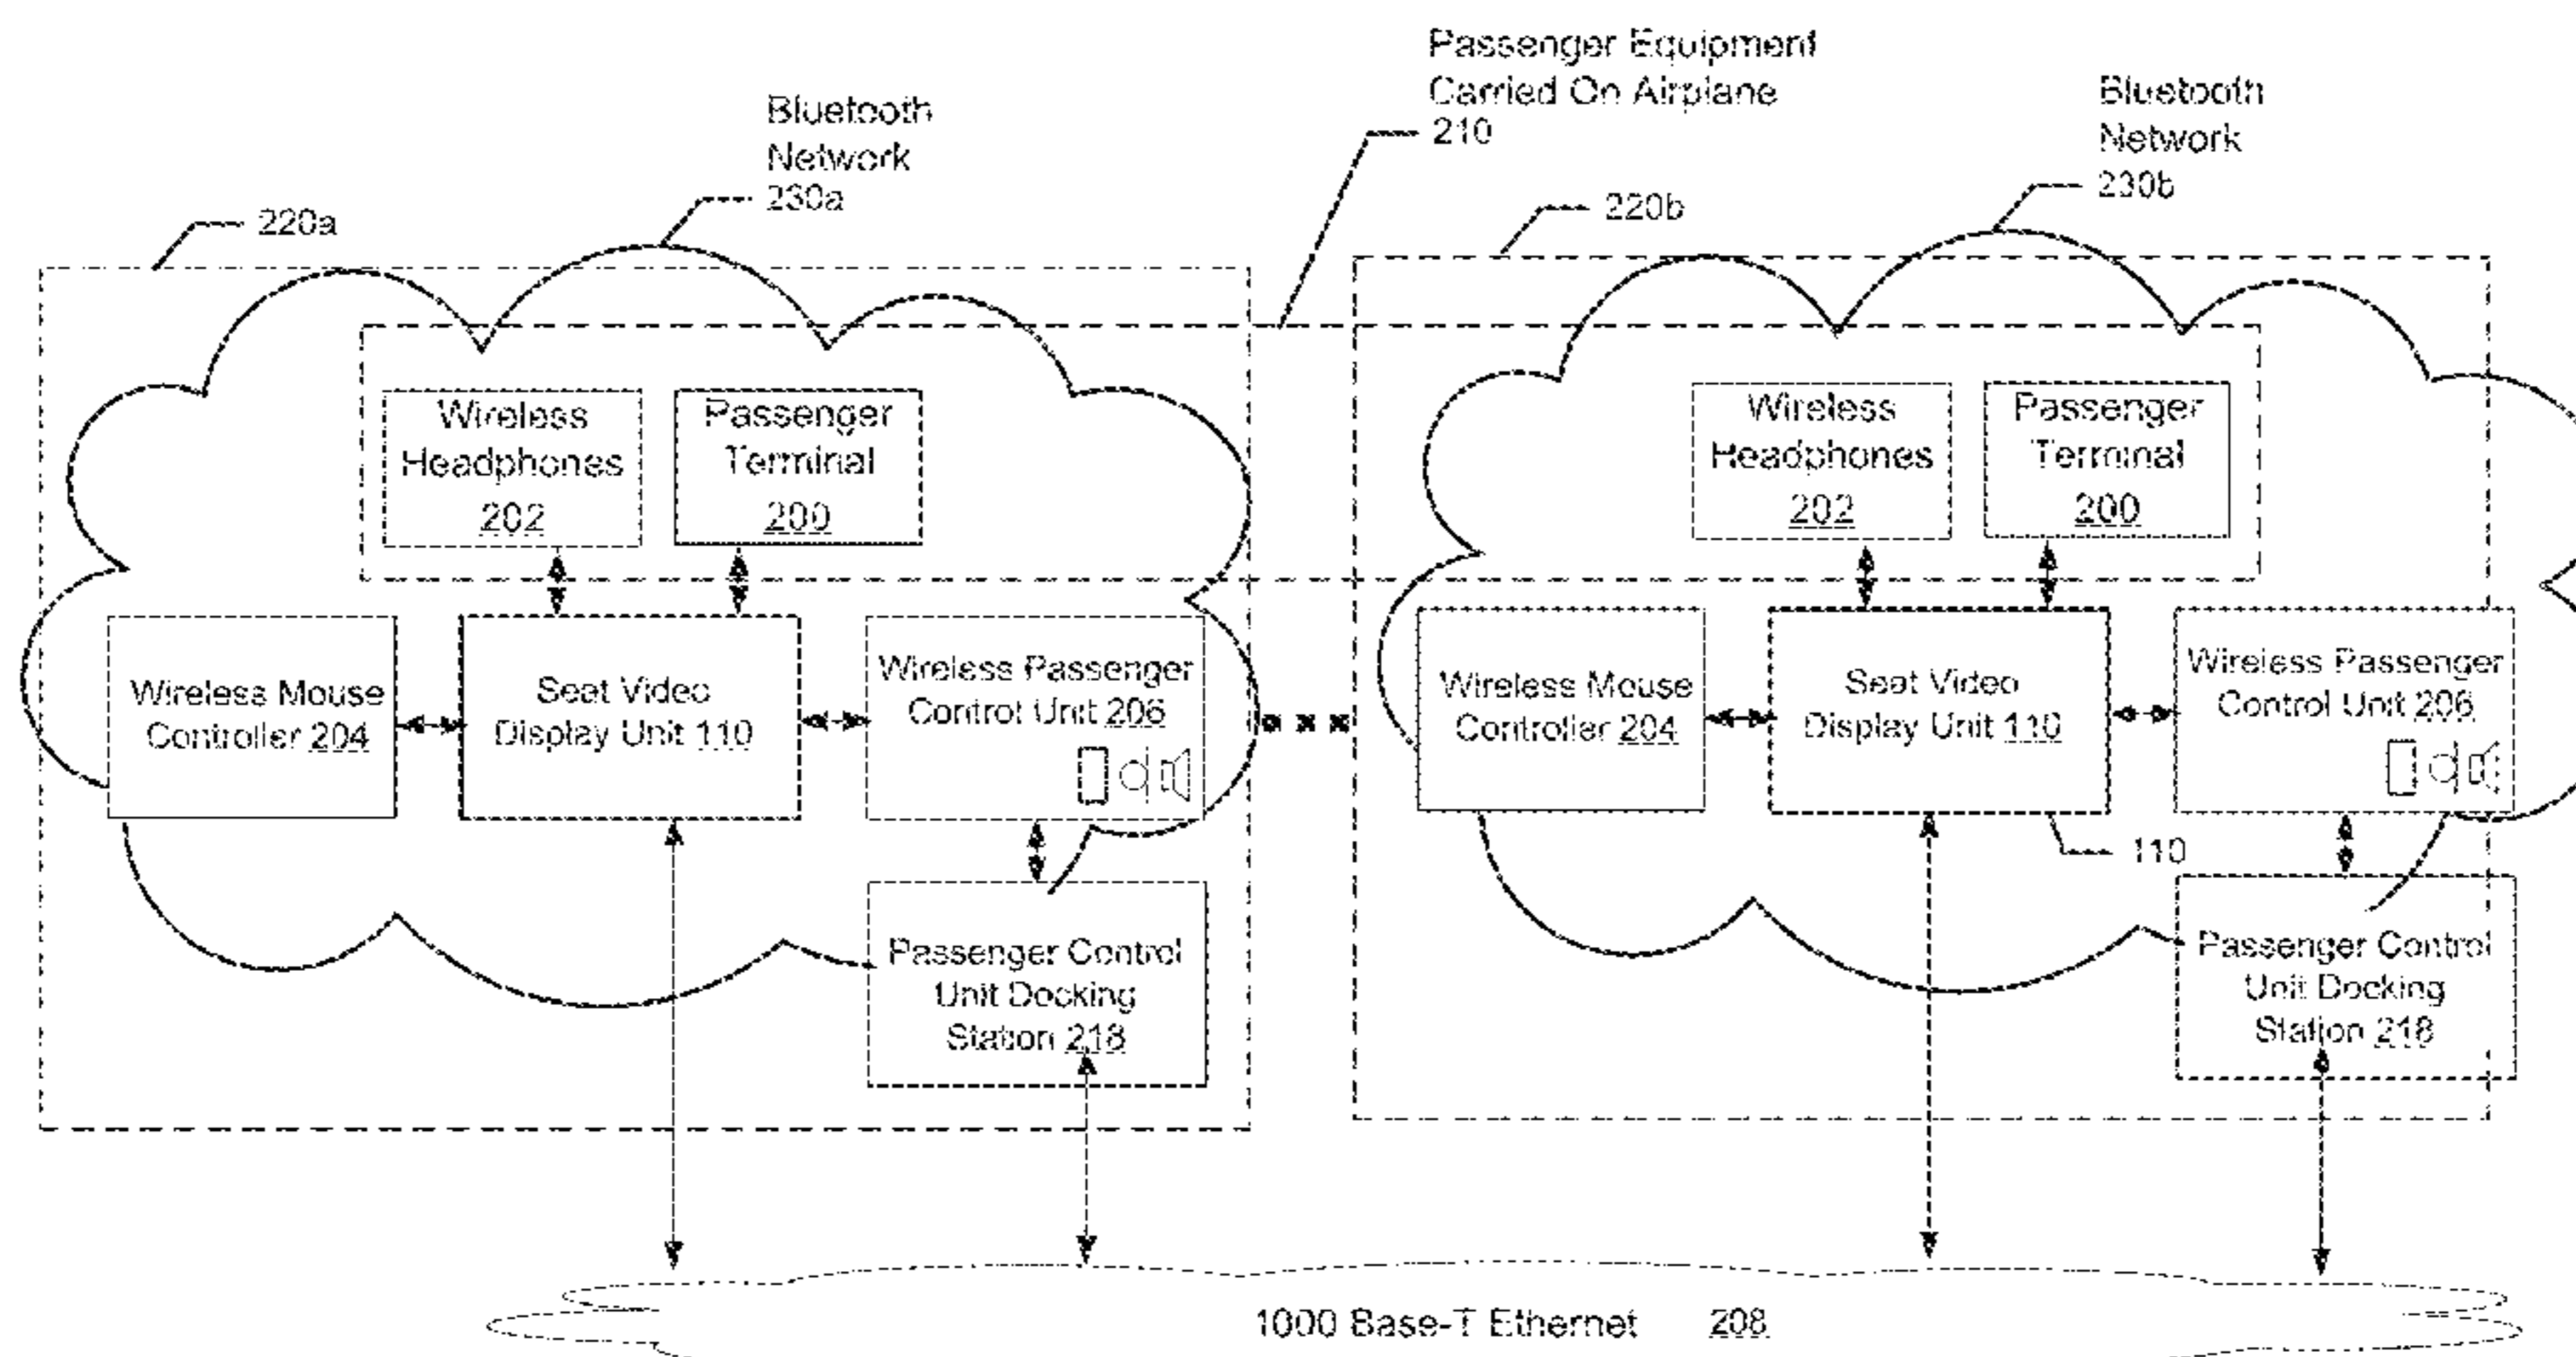 Passenger Equipment
Carried On Airplane
210
Bluetooth
Network
230a
Bluetooth
Network
230b
220a
220b
Wireless
Headphones
202
Passenger
Terminal
200
Wireless
Headphones
202
Passenger
Terminal
200
Wireless Mouse
Controller 204
Seat Video
Display Unit 110
Wireless Passenger
Control Unit 206
Wireless Mouse
Controller 204
Seat Video
Display Unit 110
Wireless Passenger
Control Unit 206
110
Passenger Control
Unit Docking
Station 218
Passenger Control
Unit Docking
Station 218
1000 Base-T Ethernet 208